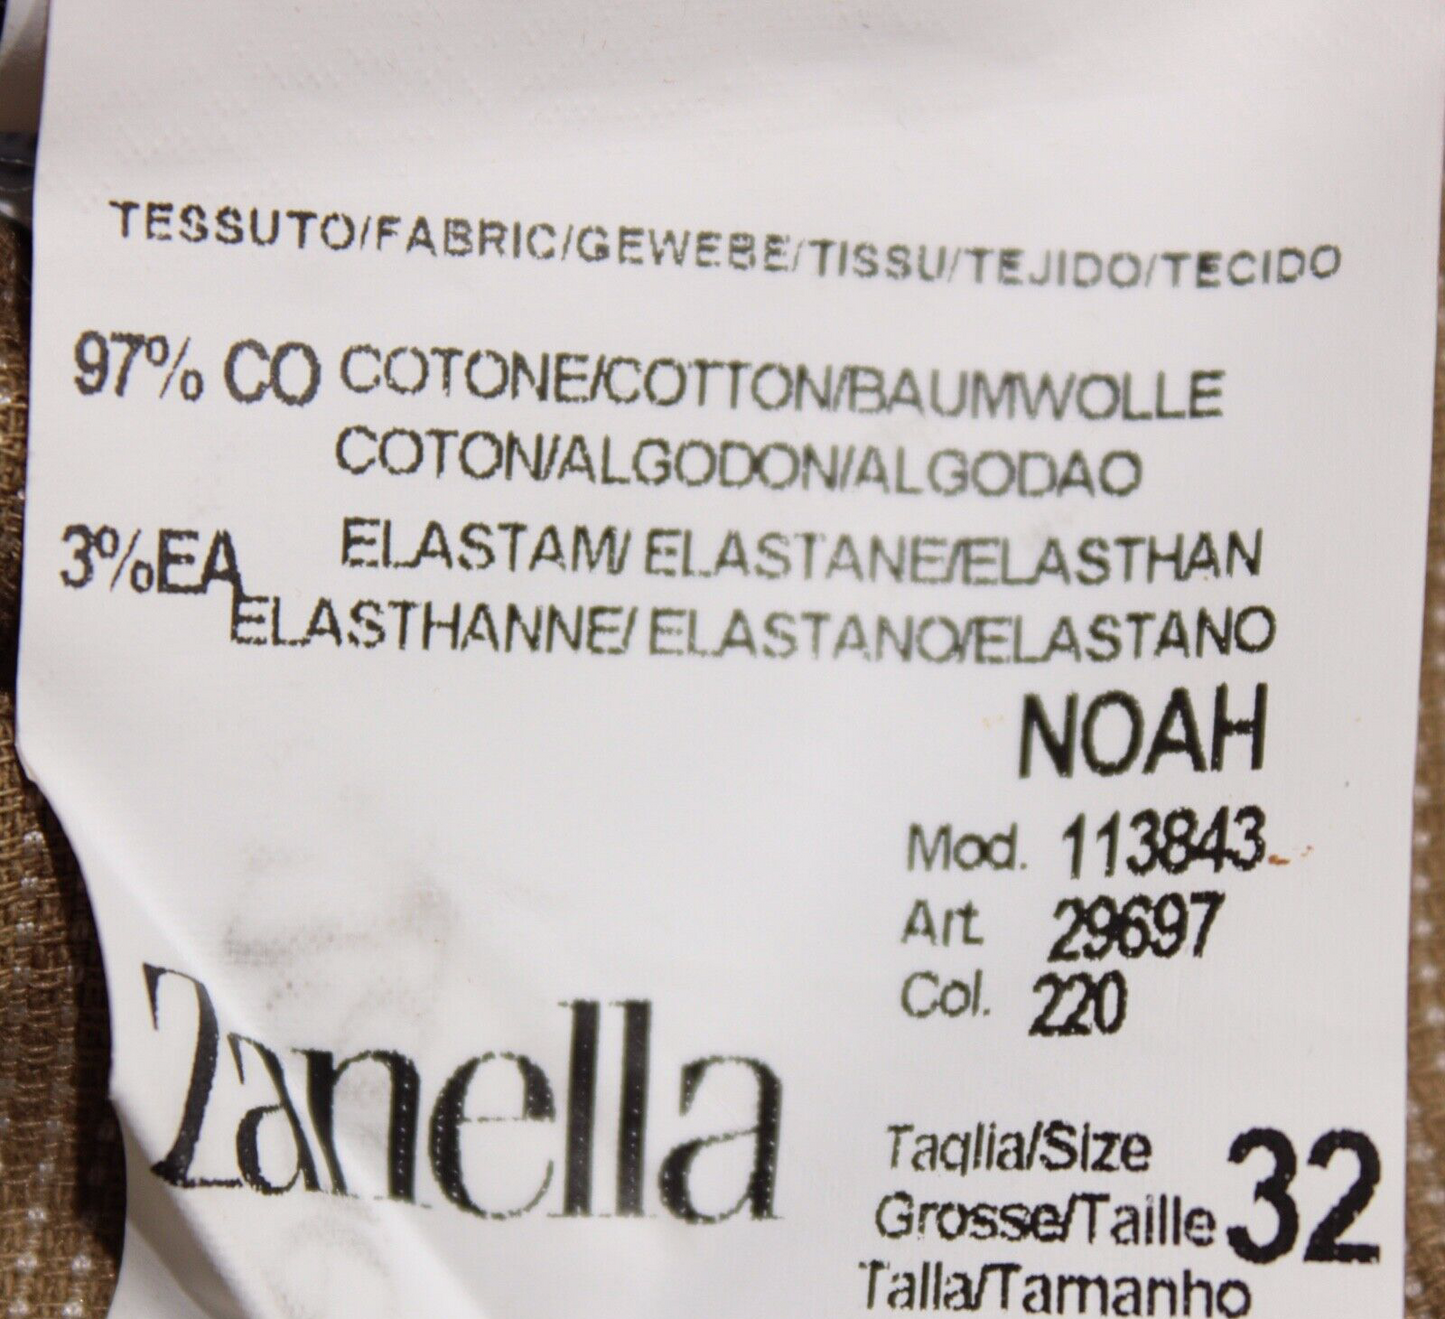 TESSUTO/FABRIC/GEWEBE/TISSU/TEJIDO/TECIDO
97% CO COTONE/COTTON/BAUMWOLLE
COTON/ALGODON/ALGODAO
3%EA ELASTAM/ ELASTANE/ELASTHAN
ELASTHANNE/ ELASTANO/ELASTANO
NOAH
Mod. 113843
Art. 29697
Col. 220
Zanella
Taglia/Size
Grosse/Taille 32
Talla/Tamanho